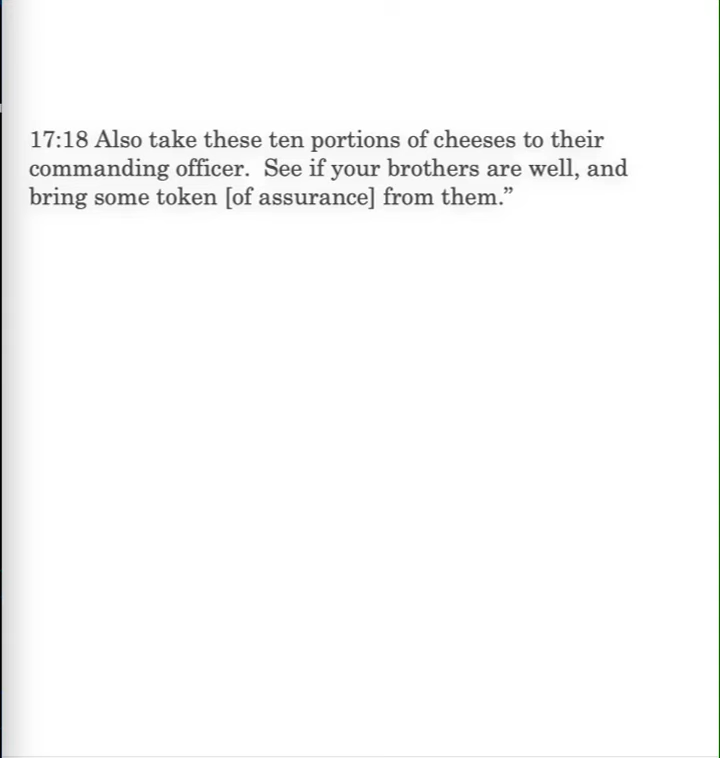 17:18 Also take these ten portions of cheeses to their
commanding officer.  See if your brothers are well, and
bring some token [of assurance] from them.”